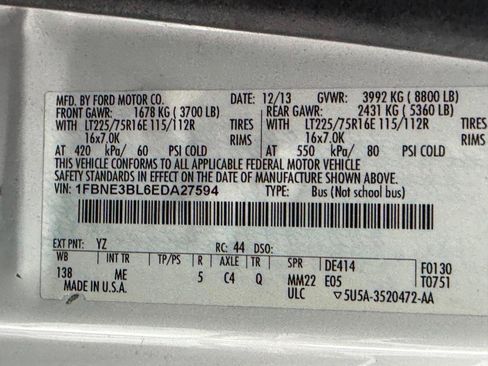 MFD. BY FORD MOTOR CO. DATE: 12/13 GVWR: 3992 KG ( 8800 LB)
FRONT GAWR: 1678 KG ( 3700 LB) REAR GAWR: 2431 KG ( 5360 LB)
WITH LT225/75R16E 115/112R TIRES WITH LT225/75R16E 115/112R TIRES
16x7.0K RIMS 16x7.0K RIMS
AT 420 kPa/ 60 PSI COLD AT 550 kPa/ 80 PSI COLD
THIS VEHICLE CONFORMS TO ALL APPLICABLE FEDERAL MOTOR VEHICLE
SAFETY STANDARDS IN EFFECT ON THE DATE OF MANUFACTURE SHOWN ABOVE.
VIN: 1FBNE3BL6EDA27594 TYPE: Bus (Not school bus)
EXT PNT: YZ RC: 44 DSO:
WB INT TR TP/PS R AXLE TR SPR DE414 F0130
138 ME 5 C4 Q MM22 E05 T0751
MADE IN U.S.A. ULC ▽5U5A-3520472-AA